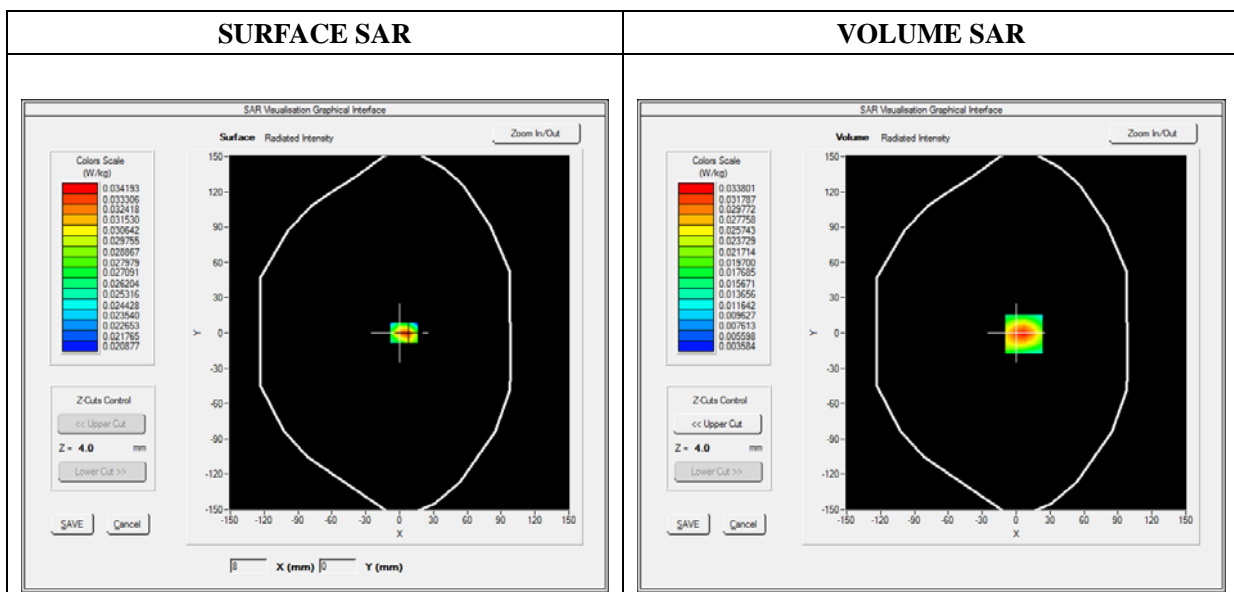 SURFACE SAR
VOLUME SAR
SAR Visualisation Graphical Interface
Surface Radiated Intensity
Zoom In/Out
Colors Scale
(W/kg)
0.034193
0.033306
0.032418
0.031530
0.030642
0.029755
0.028867
0.027979
0.027091
0.026204
0.025316
0.024428
0.023540
0.022653
0.021765
0.020877
Z-Cuts Control
<< Upper Cut
Z = 4.0 mm
Lower Cut >>
SAVE
Cancel
150
120
90
60
30
0
-30
-60
-90
-120
-150
Y
-150 -120 -90 -60 -30 0 30 60 90 120 150
X
8 X (mm) 0 Y (mm)
SAR Visualisation Graphical Interface
Volume Radiated Intensity
Zoom In/Out
Colors Scale
(W/kg)
0.033801
0.031787
0.029772
0.027758
0.025743
0.023729
0.021714
0.019700
0.017685
0.015671
0.013656
0.011642
0.009627
0.007613
0.005598
0.003584
Z-Cuts Control
<< Upper Cut
Z = 4.0 mm
Lower Cut >>
SAVE
Cancel
150
120
90
60
30
0
-30
-60
-90
-120
-150
Y
-150 -120 -90 -60 -30 0 30 60 90 120 150
X